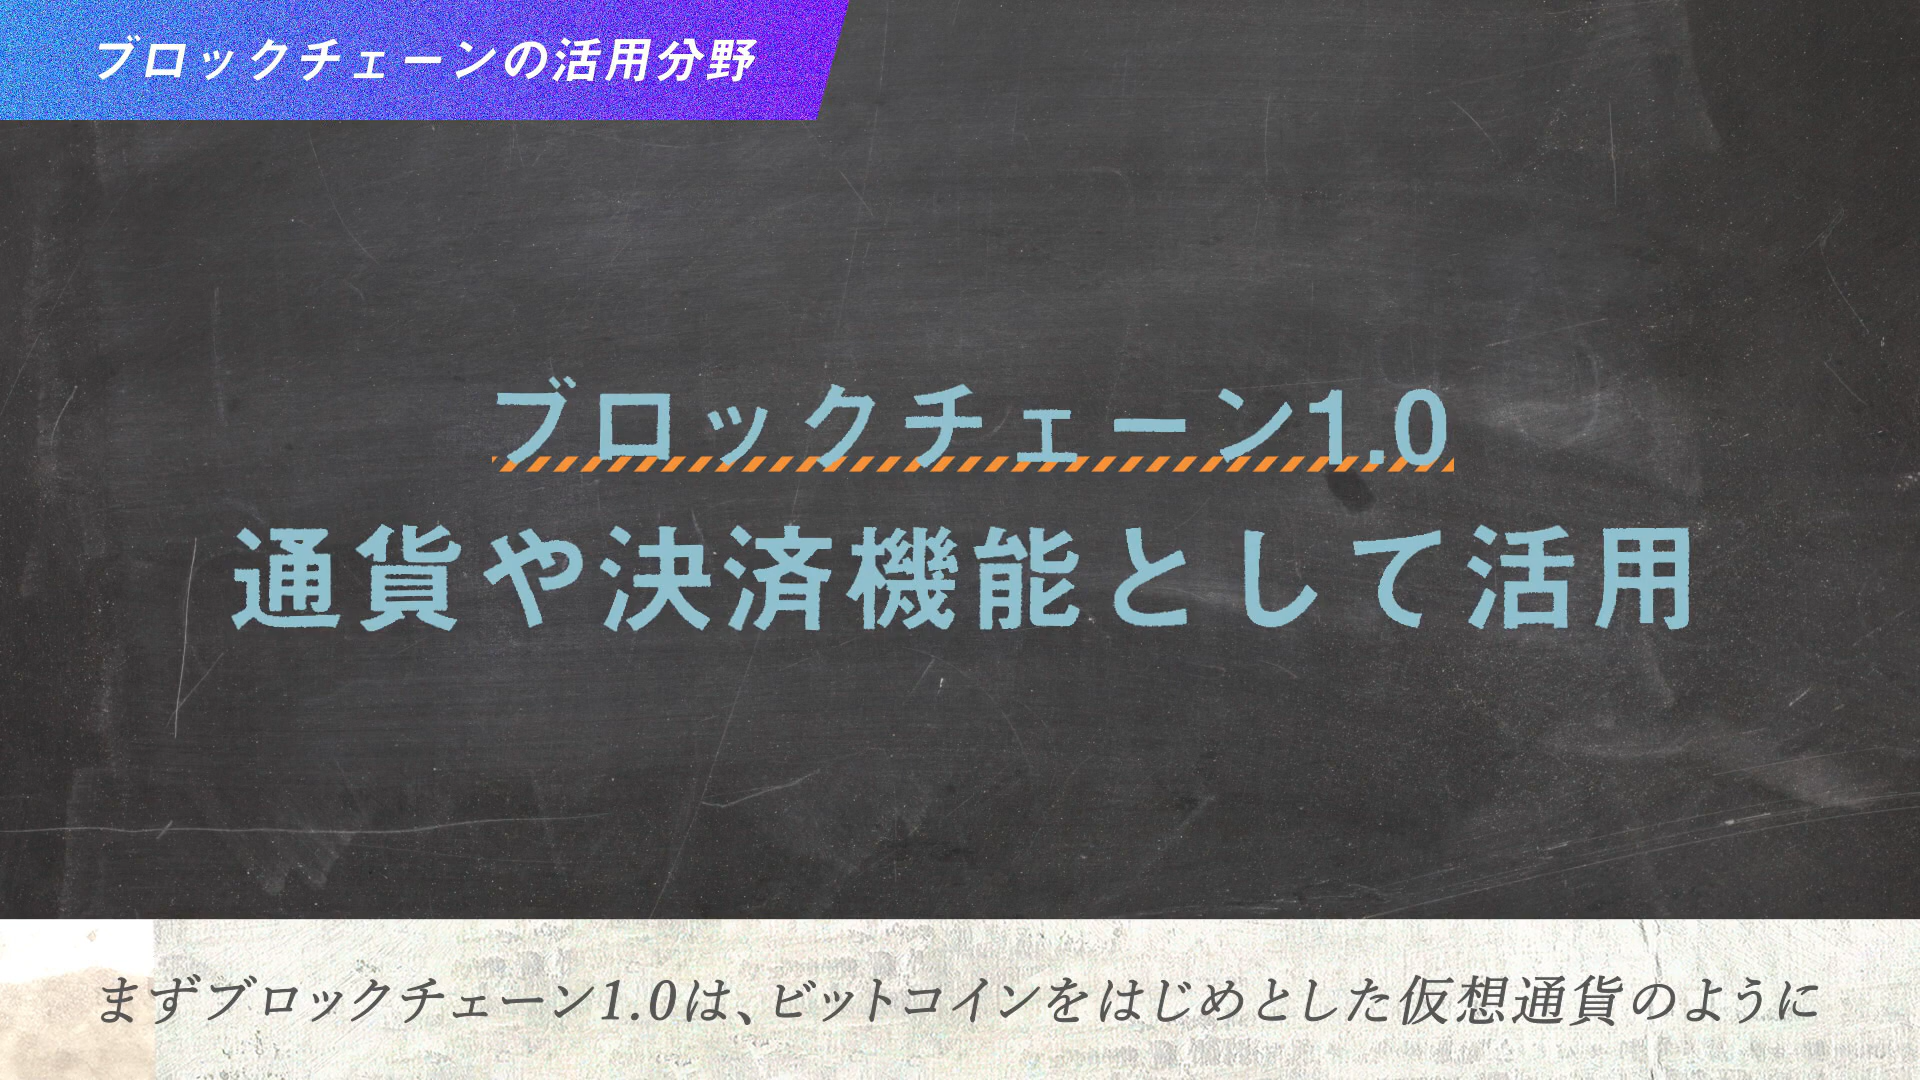 ブロックチェーンの活用分野
ブロックチェーン1.0
通貨や決済機能として活用
まずブロックチェーン1.0は、ビットコインをはじめとした仮想通貨のように